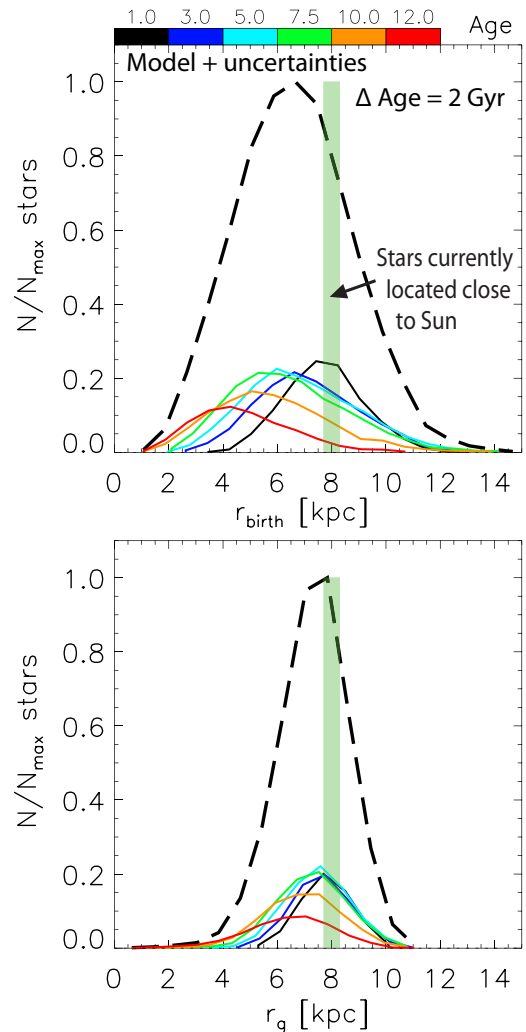 1.0 3.0 5.0 7.5 10.0 12.0 Age
Model + uncertainties
Δ Age = 2 Gyr
1.0
0.8
0.6
0.4
0.2
0.0
N/N_max stars
Stars currently
located close
to Sun
0 2 4 6 8 10 12 14
r_birth [kpc]
1.0
0.8
0.6
0.4
0.2
0.0
N/N_max stars
0 2 4 6 8 10 12 14
r_g [kpc]